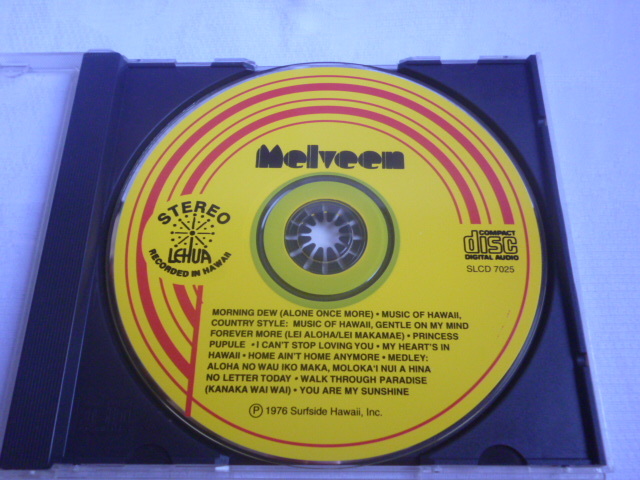 Melveen
STEREO
LEHUA
RECORDED IN HAWAII
COMPACT
disc
DIGITAL AUDIO
SLCD 7025
MORNING DEW (ALONE ONCE MORE) • MUSIC OF HAWAII,
COUNTRY STYLE: MUSIC OF HAWAII, GENTLE ON MY MIND
FOREVER MORE (LEI ALOHA/LEI MAKAMAE) • PRINCESS
PUPULE • I CAN'T STOP LOVING YOU • MY HEART'S IN
HAWAII • HOME AIN'T HOME ANYMORE • MEDLEY:
ALOHA NO WAU IKO MAKA, MOLOKA'I NUI A HINA
NO LETTER TODAY • WALK THROUGH PARADISE
(KANAKA WAI WAI) • YOU ARE MY SUNSHINE
Ⓟ 1976 Surfside Hawaii, Inc.